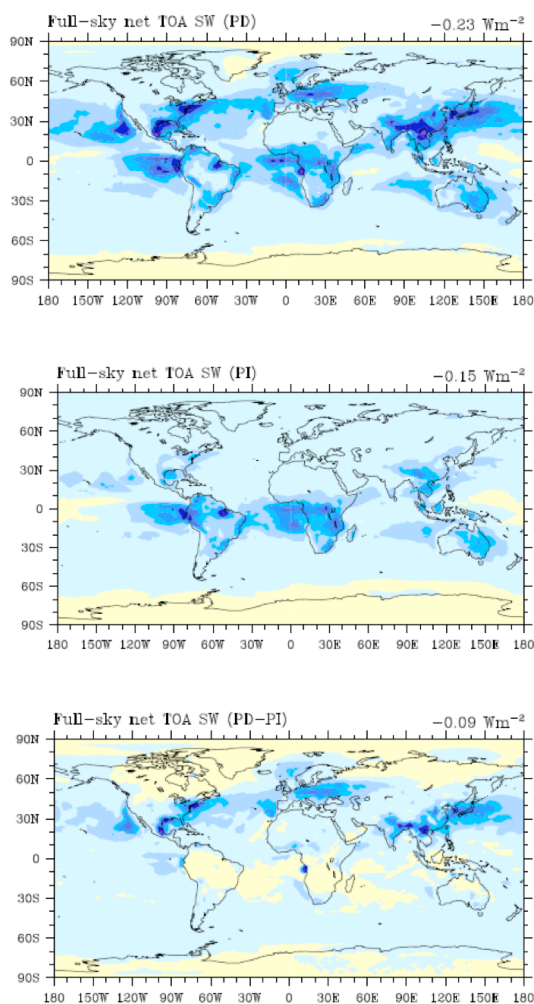 Full-sky net TOA SW (PD) -0.23 Wm-2
90N
60N
30N
0
30S
60S
90S
180 150W 120W 90W 60W 30W 0 30E 60E 90E 120E 150E 180
Full-sky net TOA SW (PI) -0.15 Wm-2
90N
60N
30N
0
30S
60S
90S
180 150W 120W 90W 60W 30W 0 30E 60E 90E 120E 150E 180
Full-sky net TOA SW (PD-PI) -0.09 Wm-2
90N
60N
30N
0
30S
60S
90S
180 150W 120W 90W 60W 30W 0 30E 60E 90E 120E 150E 180